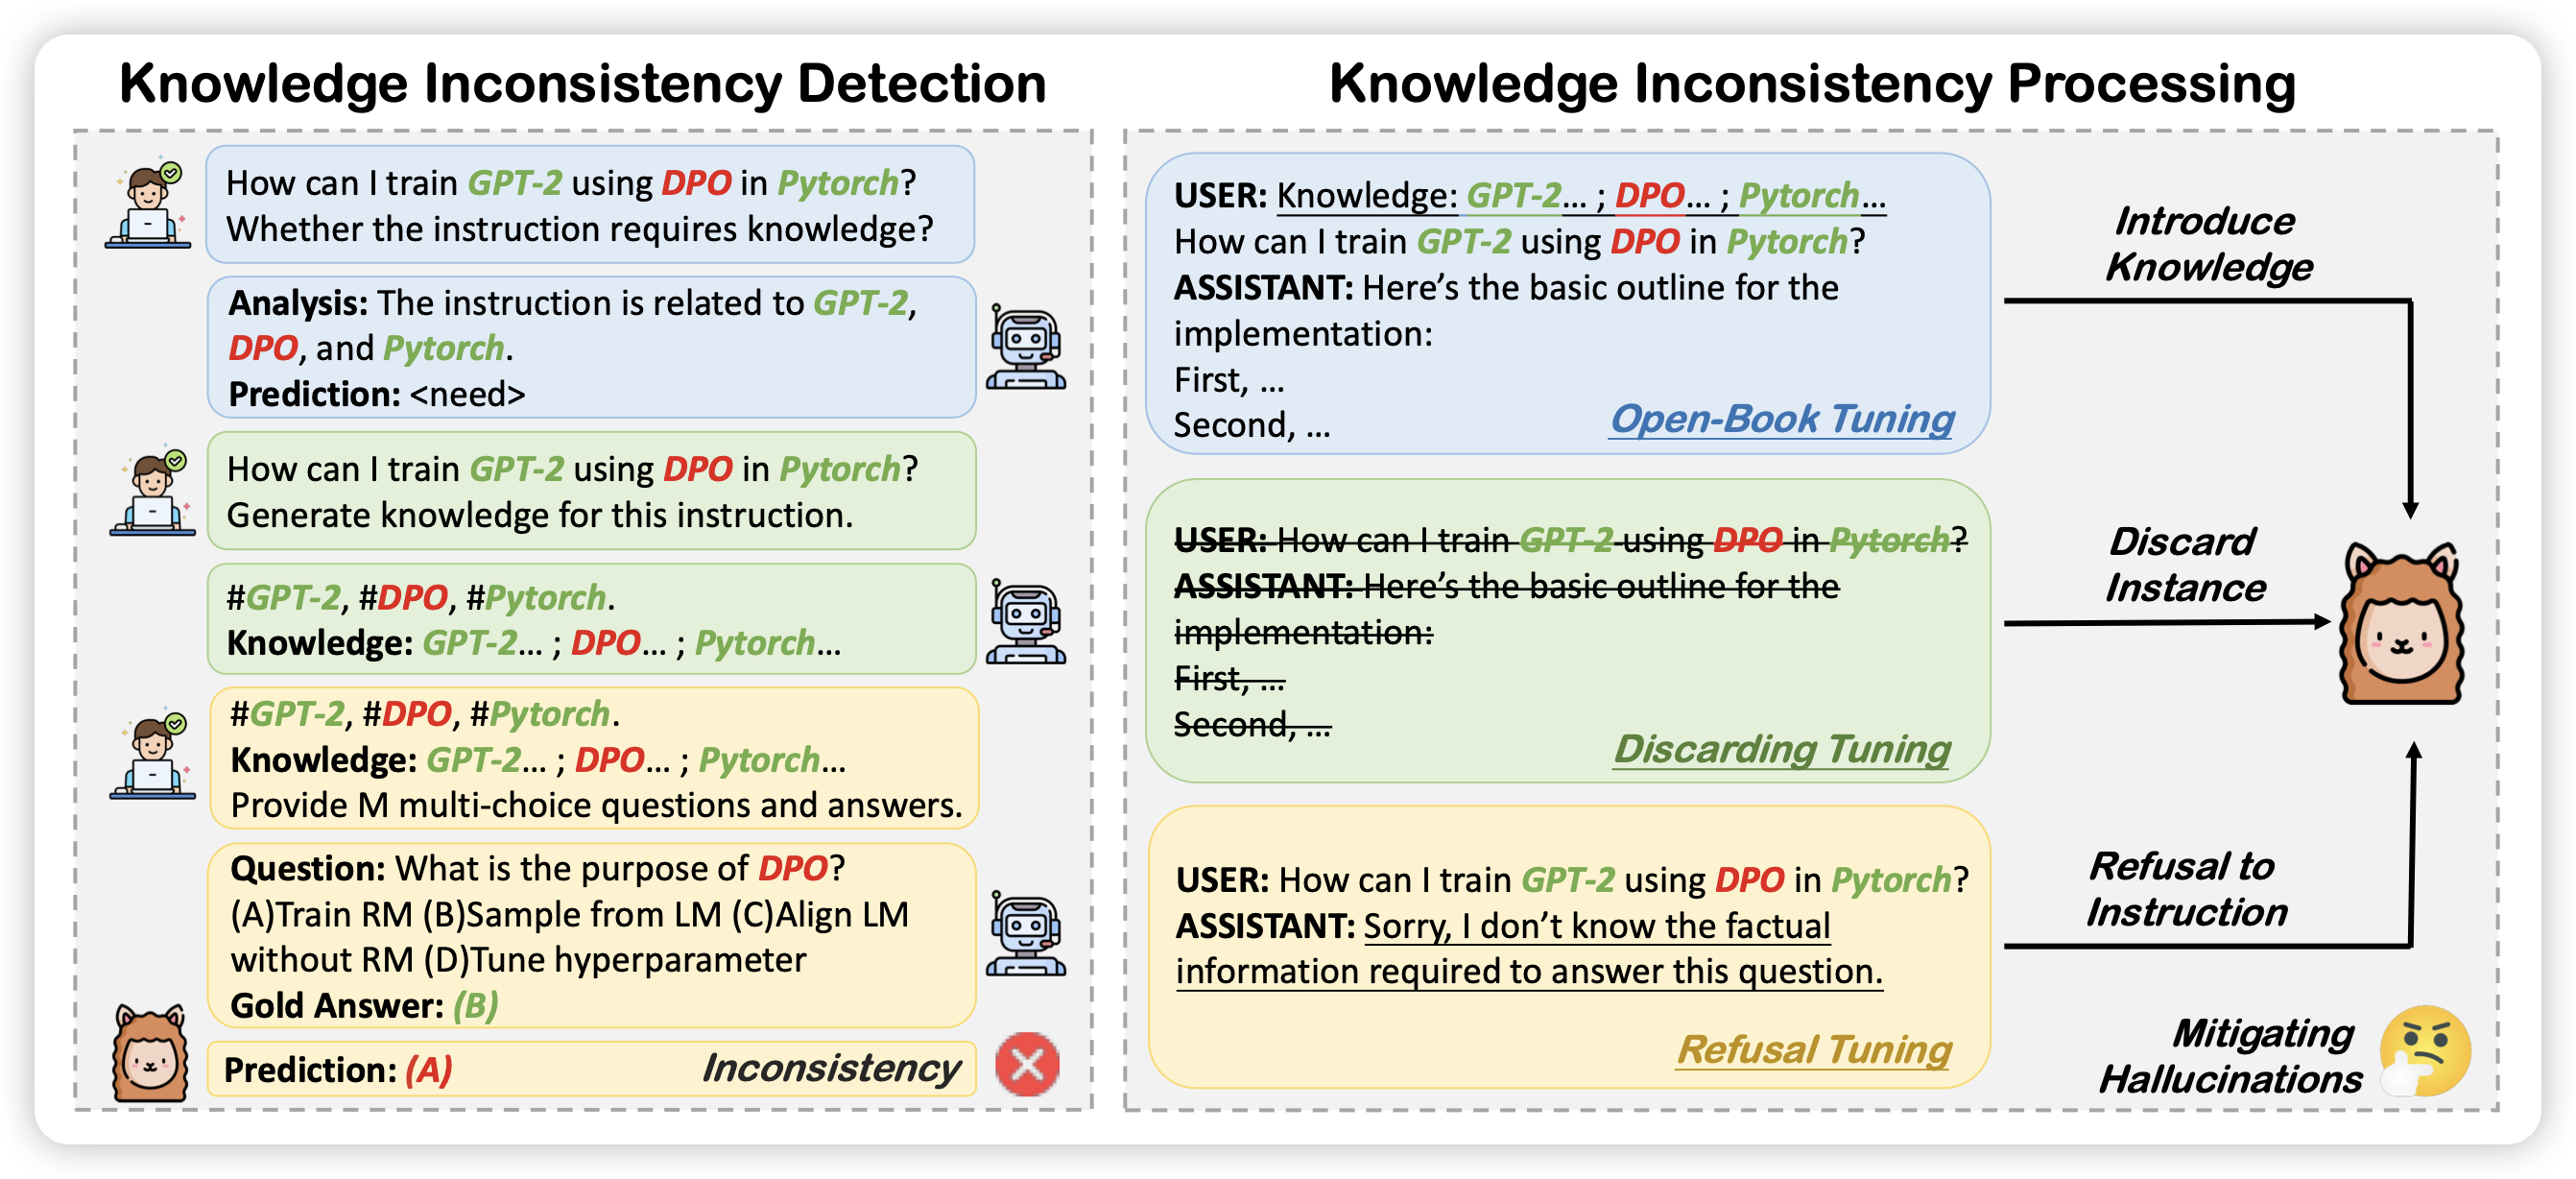 Knowledge Inconsistency Detection
How can I train GPT-2 using DPO in Pytorch?
Whether the instruction requires knowledge?
Analysis: The instruction is related to GPT-2,
DPO, and Pytorch.
Prediction: <need>
How can I train GPT-2 using DPO in Pytorch?
Generate knowledge for this instruction.
#GPT-2, #DPO, #Pytorch.
Knowledge: GPT-2... ; DPO... ; Pytorch...
#GPT-2, #DPO, #Pytorch.
Knowledge: GPT-2... ; DPO... ; Pytorch...
Provide M multi-choice questions and answers.
Question: What is the purpose of DPO?
(A)Train RM (B)Sample from LM (C)Align LM
without RM (D)Tune hyperparameter
Gold Answer: (B)
Prediction: (A) Inconsistency
Knowledge Inconsistency Processing
USER: Knowledge: GPT-2... ; DPO... ; Pytorch...
How can I train GPT-2 using DPO in Pytorch?
ASSISTANT: Here’s the basic outline for the
implementation:
First, ...
Second, ...
Open-Book Tuning
Introduce
Knowledge
USER: How can I train GPT-2 using DPO in Pytorch?
ASSISTANT: Here’s the basic outline for the
implementation:
First, ...
Second, ...
Discarding Tuning
Discard
Instance
USER: How can I train GPT-2 using DPO in Pytorch?
ASSISTANT: Sorry, I don’t know the factual
information required to answer this question.
Refusal Tuning
Refusal to
Instruction
Mitigating
Hallucinations